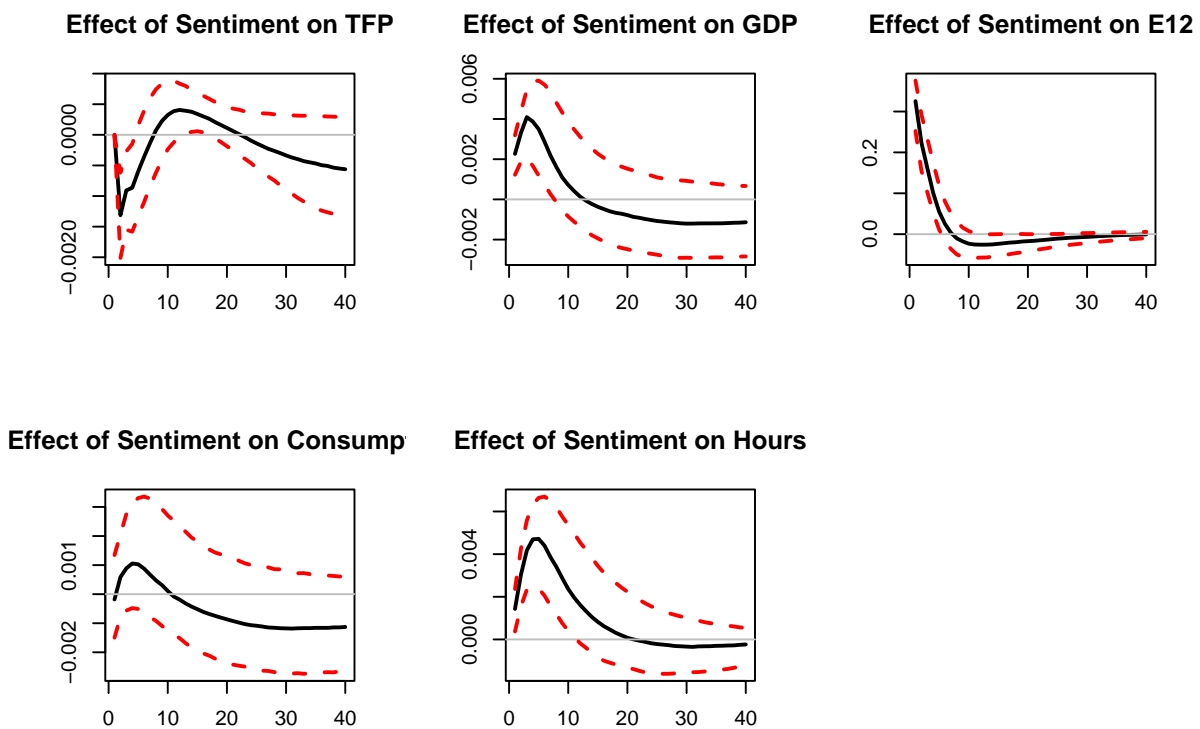 Effect of Sentiment on TFP
0.0000
−0.0020
0 10 20 30 40
Effect of Sentiment on GDP
0.006
0.002
−0.002
0 10 20 30 40
Effect of Sentiment on E12
0.2
0.0
0 10 20 30 40
Effect of Sentiment on Consump
0.001
−0.002
0 10 20 30 40
Effect of Sentiment on Hours
0.004
0.000
0 10 20 30 40